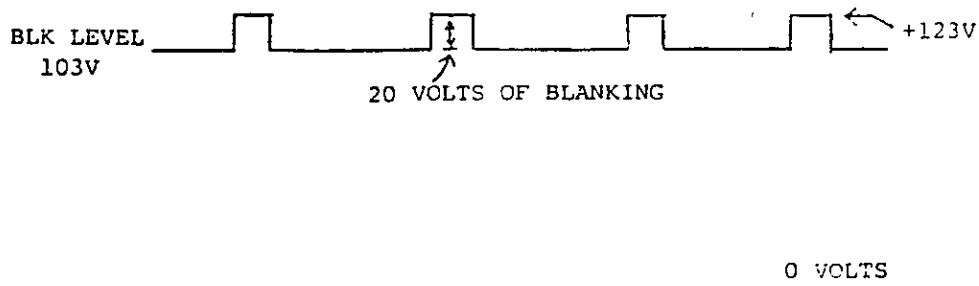 BLK LEVEL
103V
+123V
20 VOLTS OF BLANKING
0 VOLTS